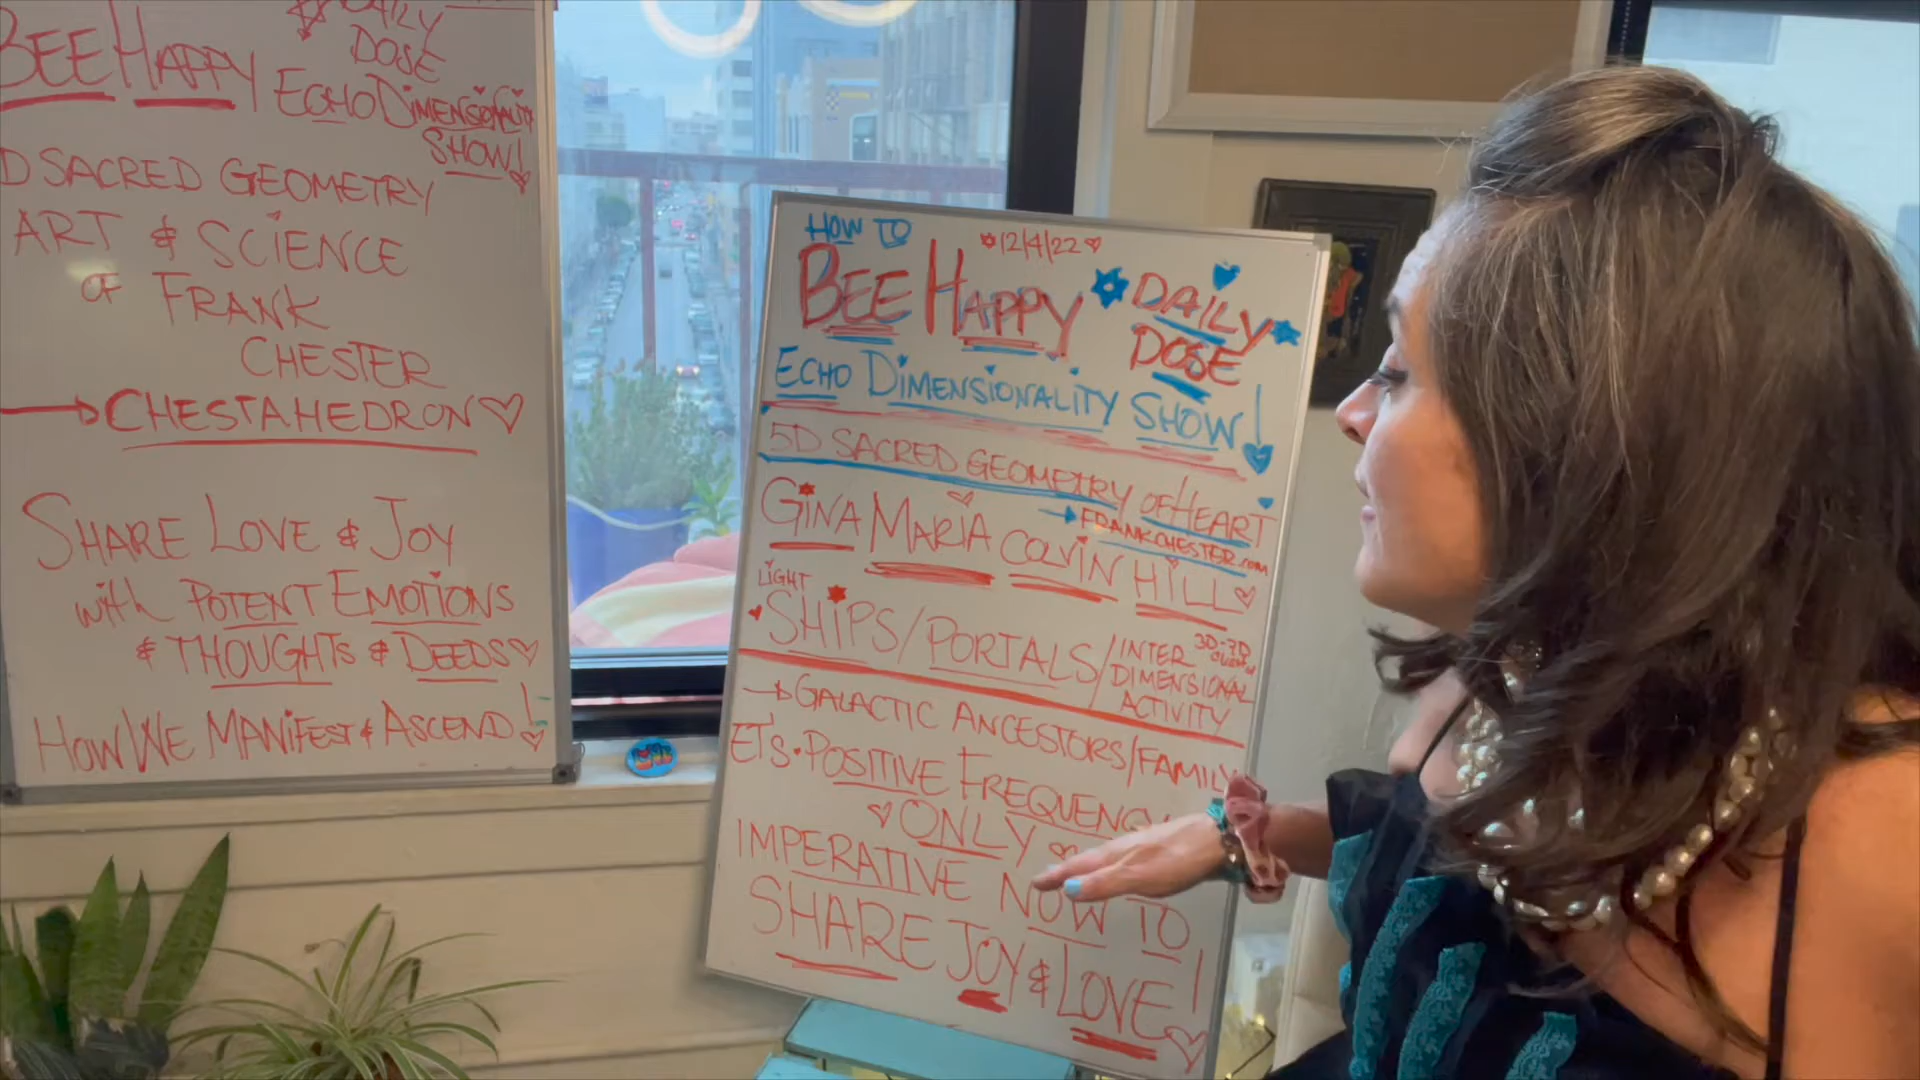 BEE HAPPY
DAILY
DOSE
ECHO DIMENSIONALITY
SHOW!
D SACRED GEOMETRY
ART & SCIENCE
OF FRANK
CHESTER
CHESTAHEDRON
SHARE LOVE & JOY
with POTENT EMOTIONS
& THOUGHTS & DEEDS
HOW WE MANIFEST & ASCEND!
HOW TO
12/4/22
BEE HAPPY
DAILY
DOSE
ECHO DIMENSIONALITY SHOW!
5D SACRED GEOMETRY OF HEART
FRANKCHESTER.com
GINA MARIA COLVIN HILL
LIGHT
SHIPS/PORTALS/INTER
DIMENSIONAL
ACTIVITY
3D-7D
GALACTIC ANCESTORS/FAMILY
ET'S • POSITIVE FREQUENC
ONLY
IMPERATIVE NOW TO
SHARE JOY & LOVE!